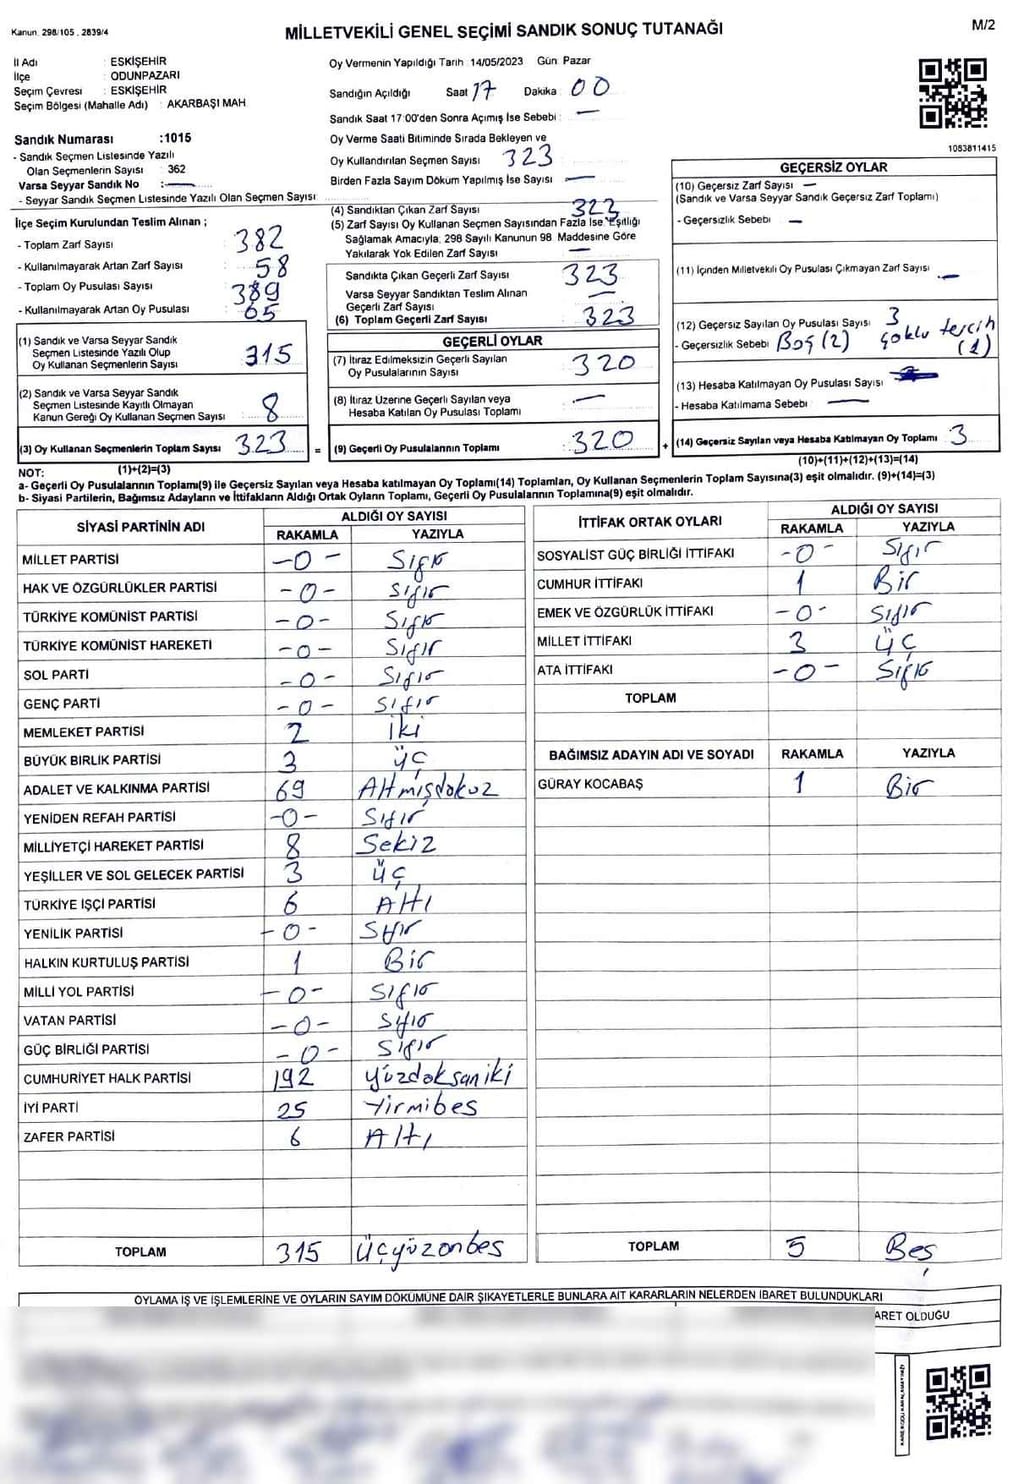 Kanun. 298/105 . 2839/4
MİLLETVEKİLİ GENEL SEÇİMİ SANDIK SONUÇ TUTANAĞI
M/2
İl Adı : ESKİŞEHİR
İlçe : ODUNPAZARI
Seçim Çevresi : ESKİŞEHİR
Seçim Bölgesi (Mahalle Adı) : AKARBAŞI MAH.
Sandık Numarası :1015
- Sandık Seçmen Listesinde Yazılı
Olan Seçmenlerin Sayısı : 362
Varsa Seyyar Sandık No : —
- Seyyar Sandık Seçmen Listesinde Yazılı Olan Seçmen Sayısı:
Oy Vermenin Yapıldığı Tarih :14/05/2023 Gün: Pazar
Sandığın Açıldığı Saat 17 Dakika : 00
Sandık Saat 17:00'den Sonra Açımış İse Sebebi : —
Oy Verme Saati Bitiminde Sırada Bekleyen ve
Oy Kullandırılan Seçmen Sayısı : 323
Birden Fazla Sayım Döküm Yapılmış İse Sayısı : —
1083811415
İlçe Seçim Kurulundan Teslim Alınan ;
- Toplam Zarf Sayısı : 382
- Kullanılmayarak Artan Zarf Sayısı : 58
- Toplam Oy Pusulası Sayısı : 389
- Kullanılmayarak Artan Oy Pusulası : 65
(1) Sandık ve Varsa Seyyar Sandık
Seçmen Listesinde Yazılı Olup
Oy Kullanan Seçmenlerin Sayısı : 315
(2) Sandık ve Varsa Seyyar Sandık
Seçmen Listesinde Kayıtlı Olmayan
Kanun Gereği Oy Kullanan Seçmen Sayısı : 8
(3) Oy Kullanan Seçmenlerin Toplam Sayısı : 323
(1)+(2)=(3)
(4) Sandıktan Çıkan Zarf Sayısı : 323
(5) Zarf Sayısı Oy Kullanan Seçmen Sayısından Fazla İse, Eşitliği
Sağlamak Amacıyla, 298 Sayılı Kanunun 98. Maddesine Göre
Yakılarak Yok Edilen Zarf Sayısı : —
Sandıkta Çıkan Geçerli Zarf Sayısı : 323
Varsa Seyyar Sandıktan Teslim Alınan
Geçerli Zarf Sayısı : —
(6) Toplam Geçerli Zarf Sayısı : 323
GEÇERLİ OYLAR
(7) İtiraz Edilmeksizin Geçerli Sayılan
Oy Pusulalarının Sayısı : 320
(8) İtiraz Üzerine Geçerli Sayılan veya
Hesaba Katılan Oy Pusulası Toplamı : —
= (9) Geçerli Oy Pusulalarının Toplamı : 320 +
GEÇERSİZ OYLAR
(10) Geçersiz Zarf Sayısı : —
(Sandık ve Varsa Seyyar Sandık Geçersiz Zarf Toplamı)
- Geçersizlik Sebebi : —
(11) İçinden Milletvekili Oy Pusulası Çıkmayan Zarf Sayısı : —
(12) Geçersiz Sayılan Oy Pusulası Sayısı : 3
- Geçersizlik Sebebi : Boş (2) çoklu tercih (1)
(13) Hesaba Katılmayan Oy Pusulası Sayısı :
- Hesaba Katılmama Sebebi : —
(14) Geçersiz Sayılan veya Hesaba Katılmayan Oy Toplamı : 3
(10)+(11)+(12)+(13)=(14)
NOT:
a- Geçerli Oy Pusulalarının Toplamı(9) ile Geçersiz Sayılan veya Hesaba katılmayan Oy Toplamı(14) Toplamları, Oy Kullanan Seçmenlerin Toplam Sayısına(3) eşit olmalıdır. (9)+(14)=(3)
b- Siyasi Partilerin, Bağımsız Adayların ve İttifakların Aldığı Ortak Oyların Toplamı, Geçerli Oy Pusulalarının Toplamına(9) eşit olmalıdır.
SİYASİ PARTİNİN ADI ALDIĞI OY SAYISI
RAKAMLA YAZIYLA
MİLLET PARTİSİ -0- Sıfır
HAK VE ÖZGÜRLÜKLER PARTİSİ -0- Sıfır
TÜRKİYE KOMÜNİST PARTİSİ -0- Sıfır
TÜRKİYE KOMÜNİST HAREKETİ -0- Sıfır
SOL PARTİ -0- Sıfır
GENÇ PARTİ -0- Sıfır
MEMLEKET PARTİSİ 2 İki
BÜYÜK BİRLİK PARTİSİ 3 üç
ADALET VE KALKINMA PARTİSİ 69 Altmışdokuz
YENİDEN REFAH PARTİSİ -0- Sıfır
MİLLİYETÇİ HAREKET PARTİSİ 8 Sekiz
YEŞİLLER VE SOL GELECEK PARTİSİ 3 üç
TÜRKİYE İŞÇİ PARTİSİ 6 Altı
YENİLİK PARTİSİ -0- Sıfır
HALKIN KURTULUŞ PARTİSİ 1 Bir
MİLLİ YOL PARTİSİ -0- Sıfır
VATAN PARTİSİ -0- Sıfır
GÜÇ BİRLİĞİ PARTİSİ -0- Sıfır
CUMHURİYET HALK PARTİSİ 192 yüzdoksaniki
İYİ PARTİ 25 Yirmibes
ZAFER PARTİSİ 6 Altı
TOPLAM 315 üçyüzonbeş
İTTİFAK ORTAK OYLARI ALDIĞI OY SAYISI
RAKAMLA YAZIYLA
SOSYALİST GÜÇ BİRLİĞİ İTTİFAKI -0- Sıfır
CUMHUR İTTİFAKI 1 Bir
EMEK VE ÖZGÜRLÜK İTTİFAKI -0- Sıfır
MİLLET İTTİFAKI 3 üç
ATA İTTİFAKI -0- Sıfır
TOPLAM
BAĞIMSIZ ADAYIN ADI VE SOYADI RAKAMLA YAZIYLA
GÜRAY KOCABAŞ 1 Bir
TOPLAM 5 Beş
OYLAMA İŞ VE İŞLEMLERİNE VE OYLARIN SAYIM DÖKÜMÜNE DAİR ŞİKAYETLERLE BUNLARA AİT KARARLARIN NELERDEN İBARET BULUNDUKLARI
ARET OLDUĞU